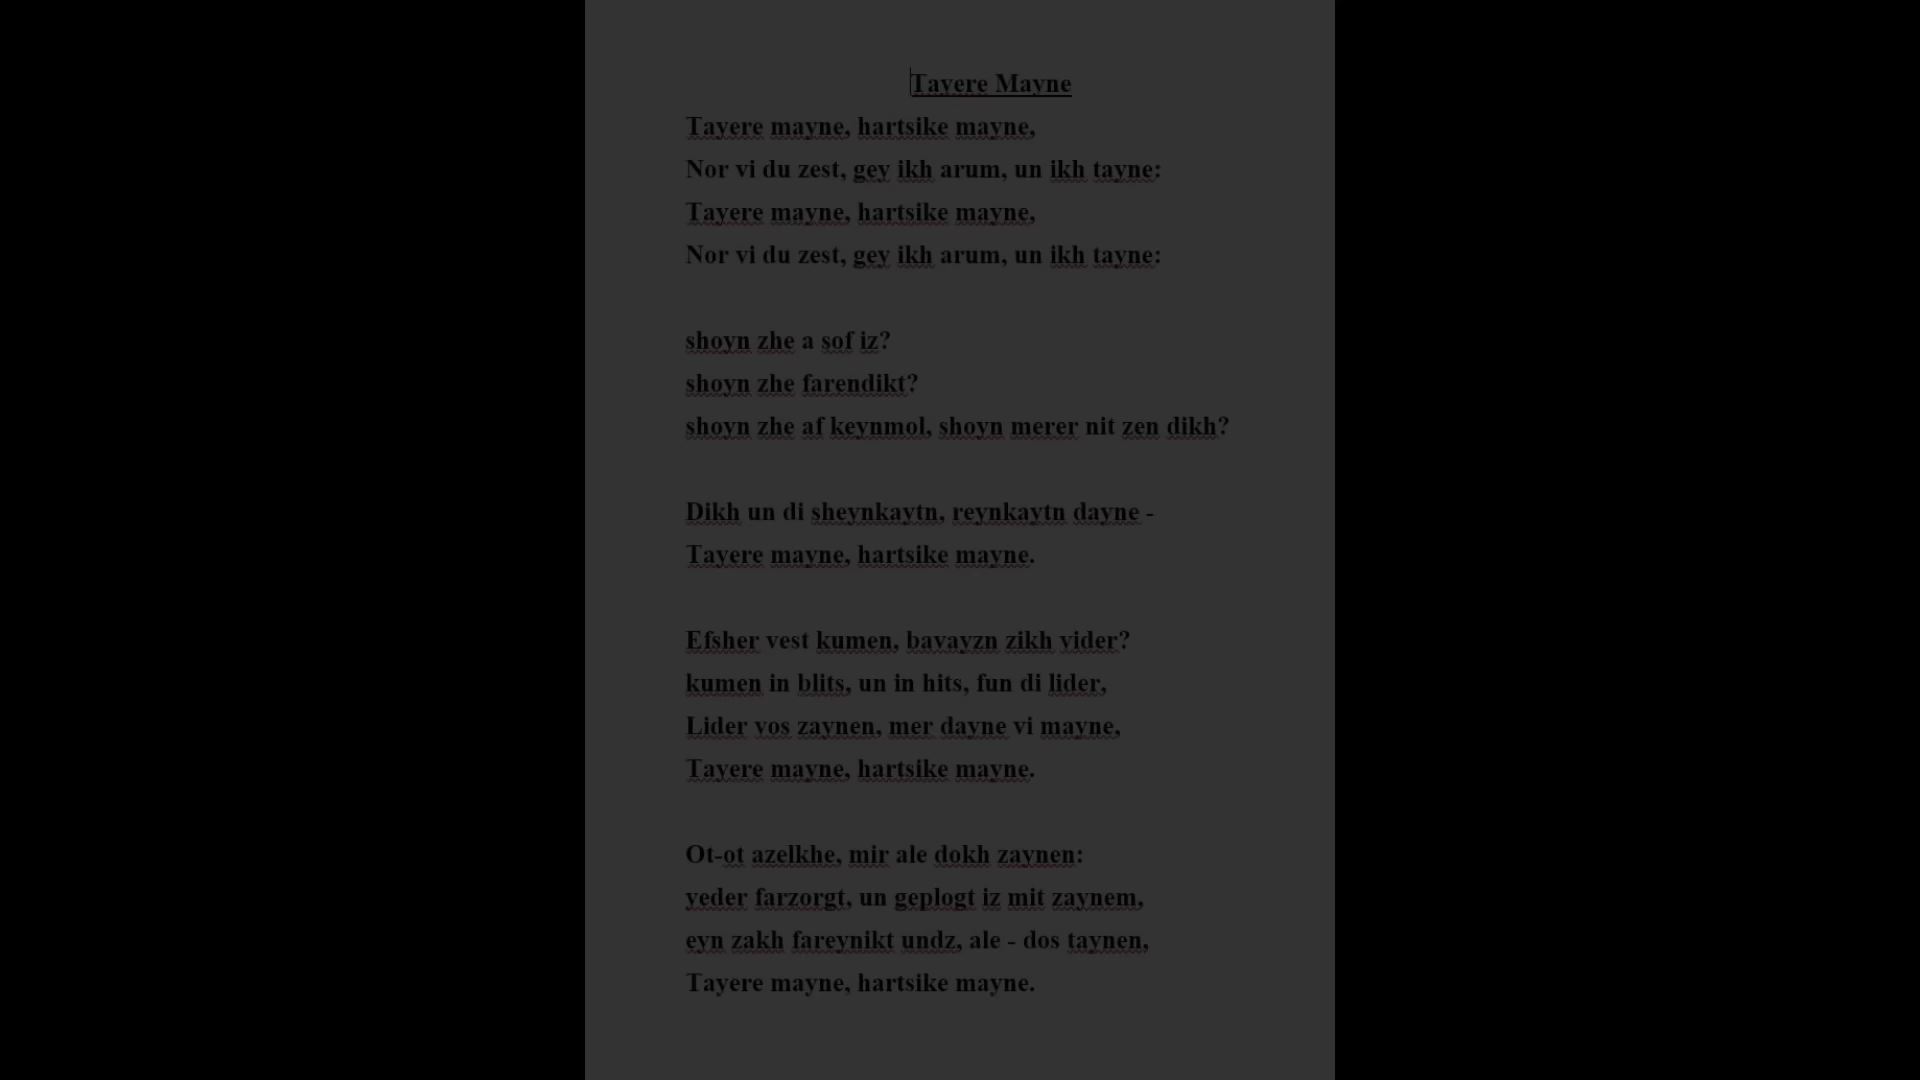 Tayere Mayne
Tayere mayne, hartsike mayne,
Nor vi du zest, gey ikh arum, un ikh tayne:
Tayere mayne, hartsike mayne,
Nor vi du zest, gey ikh arum, un ikh tayne:
shoyn zhe a sof iz?
shoyn zhe farendikt?
shoyn zhe af keynmol, shoyn merer nit zen dikh?
Dikh un di sheynkaytn, reynkaytn dayne -
Tayere mayne, hartsike mayne.
Efsher vest kumen, bavayzn zikh vider?
kumen in blits, un in hits, fun di lider,
Lider vos zaynen, mer dayne vi mayne,
Tayere mayne, hartsike mayne.
Ot-ot azelkhe, mir ale dokh zaynen:
yeder farzorgt, un geplogt iz mit zaynem,
eyn zakh fareynikt undz, ale - dos taynen,
Tayere mayne, hartsike mayne.